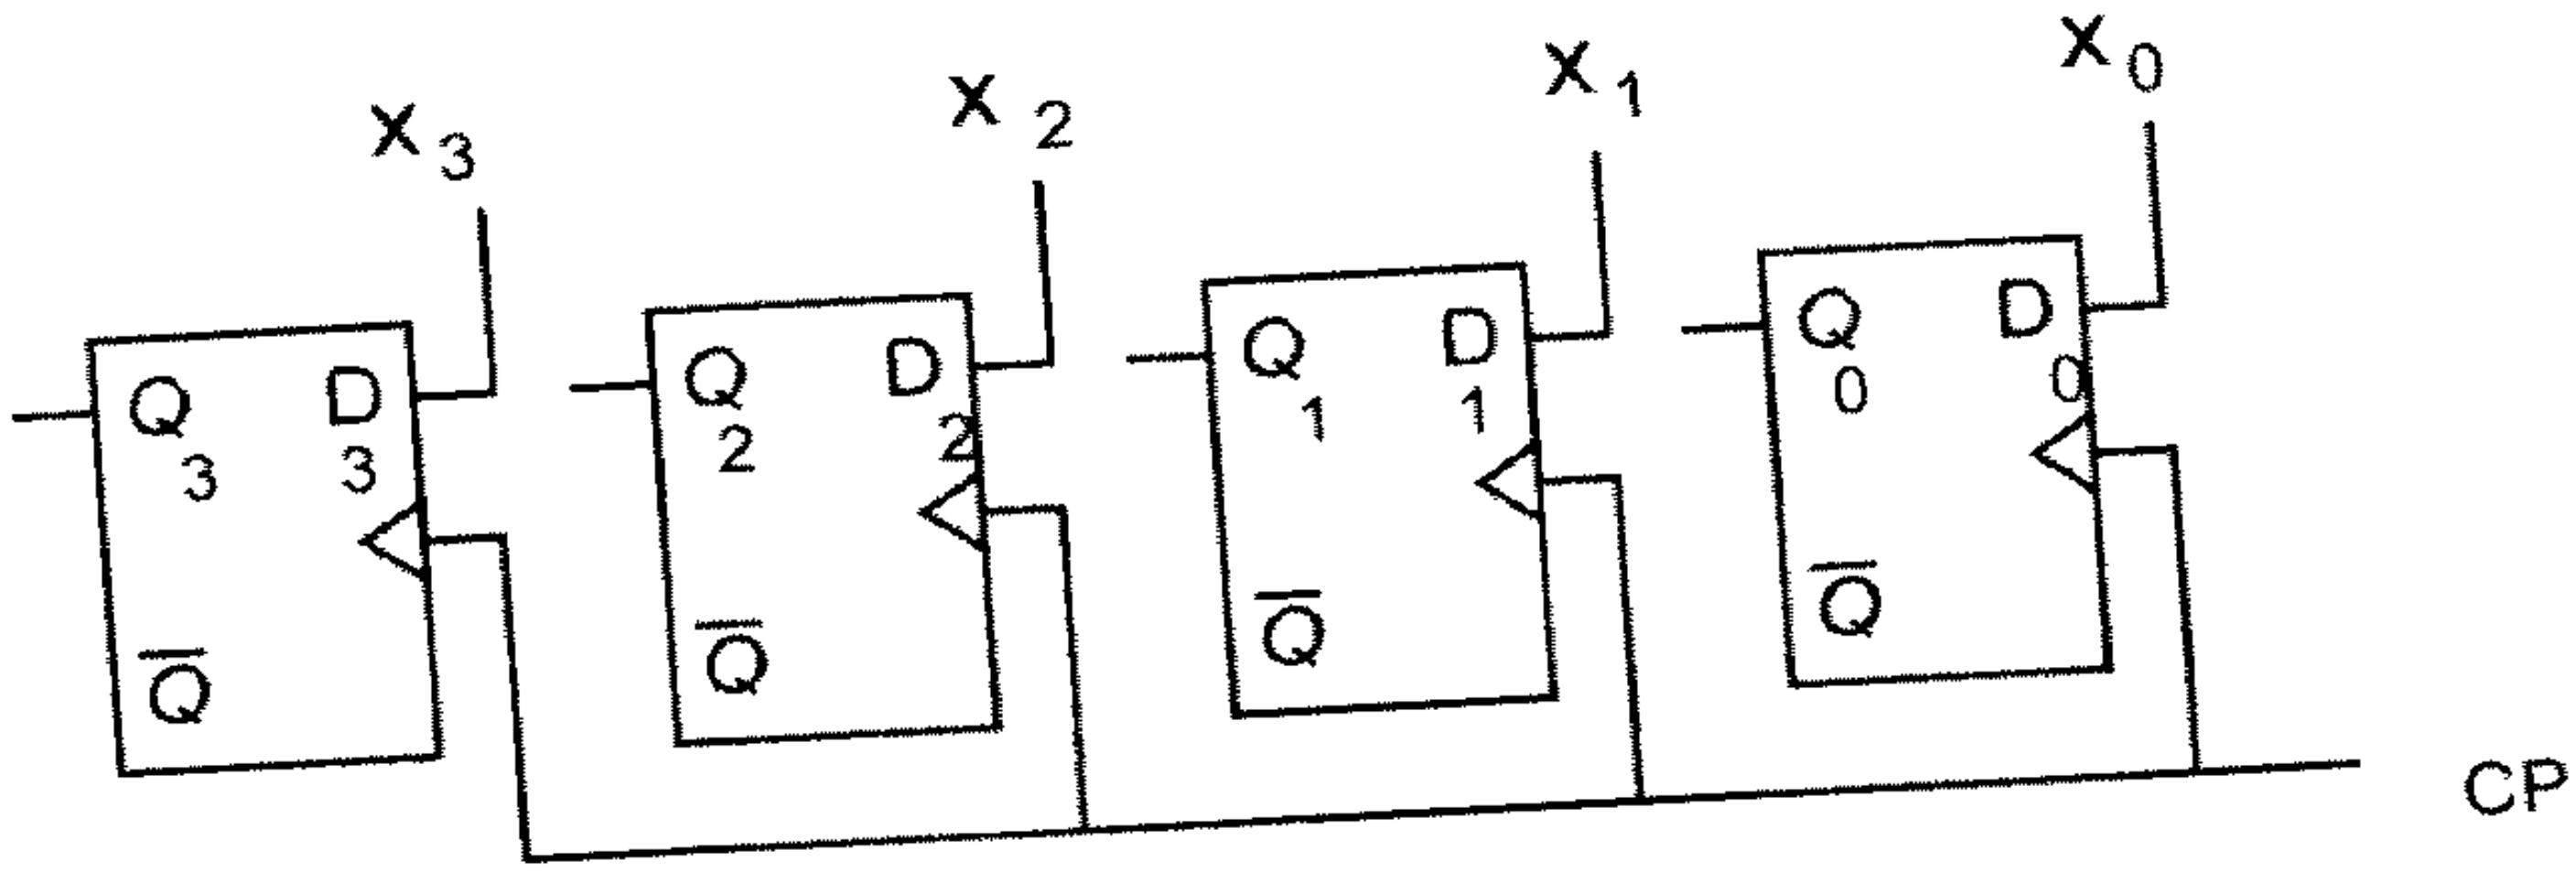 X3 X2 X1 X0
Q3 D3 Q2 D2 Q1 D1 Q0 D0
Q̅ Q̅ Q̅ Q̅
CP